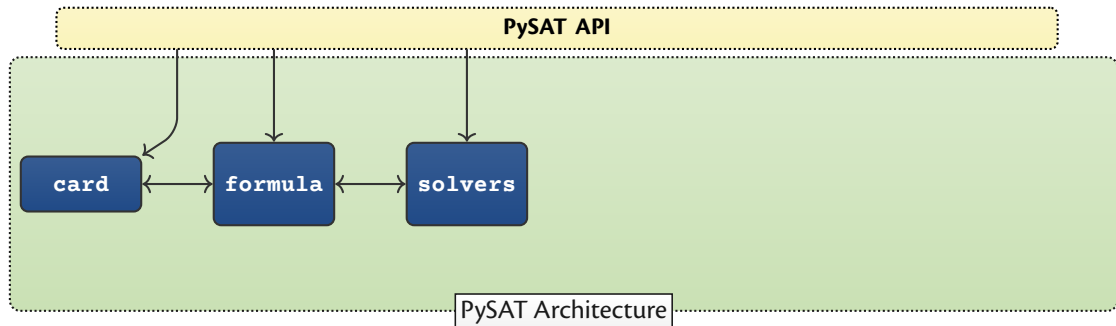 PySAT API
card
formula
solvers
PySAT Architecture